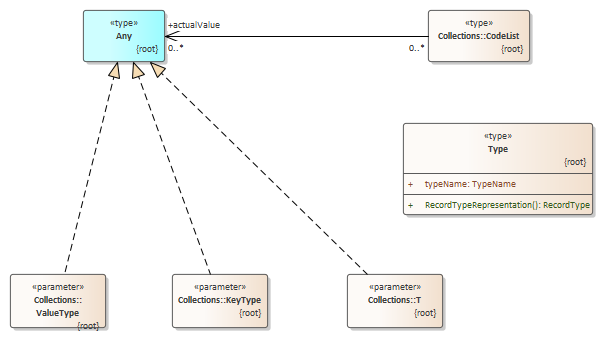 «type»
Any
{root}
+actualValue
0..*
0..*
«type»
Collections::CodeList
{root}
«type»
Type
{root}
+ typeName: TypeName
+ RecordTypeRepresentation(): RecordType
«parameter»
Collections::
ValueType
{root}
«parameter»
Collections::KeyType
{root}
«parameter»
Collections::T
{root}